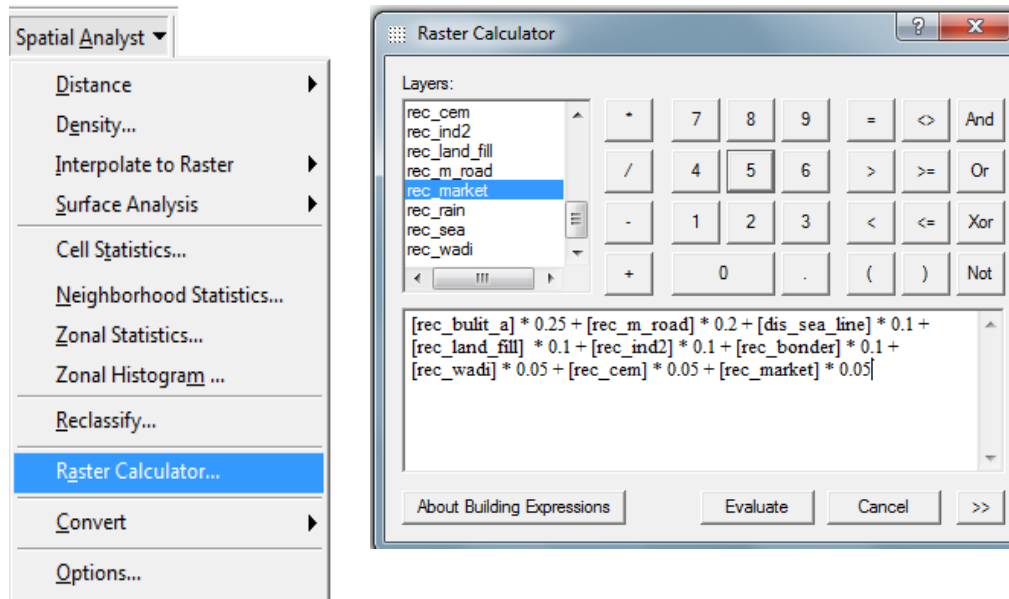 Spatial Analyst
Distance
Density...
Interpolate to Raster
Surface Analysis
Cell Statistics...
Neighborhood Statistics...
Zonal Statistics...
Zonal Histogram ...
Reclassify...
Raster Calculator...
Convert
Options...
Raster Calculator
Layers:
rec_cem
rec_ind2
rec_land_fill
rec_m_road
rec_market
rec_rain
rec_sea
rec_wadi
* 7 8 9 = <> And
/ 4 5 6 > >= Or
- 1 2 3 < <= Xor
+ 0 . ( ) Not
[rec_bulit_a] * 0.25 + [rec_m_road] * 0.2 + [dis_sea_line] * 0.1 +
[rec_land_fill] * 0.1 + [rec_ind2] * 0.1 + [rec_bonder] * 0.1 +
[rec_wadi] * 0.05 + [rec_cem] * 0.05 + [rec_market] * 0.05
About Building Expressions Evaluate Cancel >>